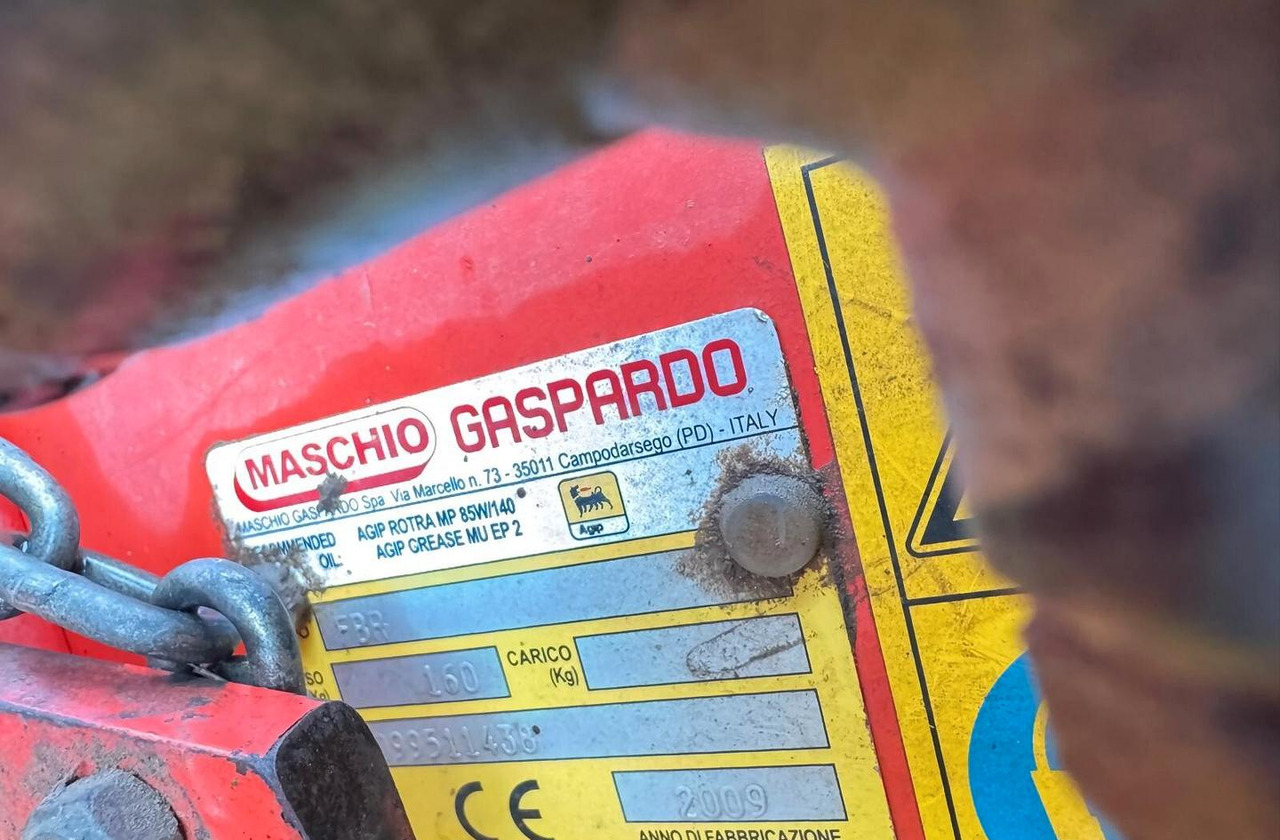 MASCHIO GASPARDO
MASCHIO GASPARDO Spa Via Marcello n. 73 - 35011 Campodarsego (PD) - ITALY
OIL: AGIP ROTRA MP 85W/140
AGIP GREASE MU EP 2
Agip
FBR
160 CARICO
(Kg)
99511438
CE 2009
ANNO DI FABBRICAZIONE